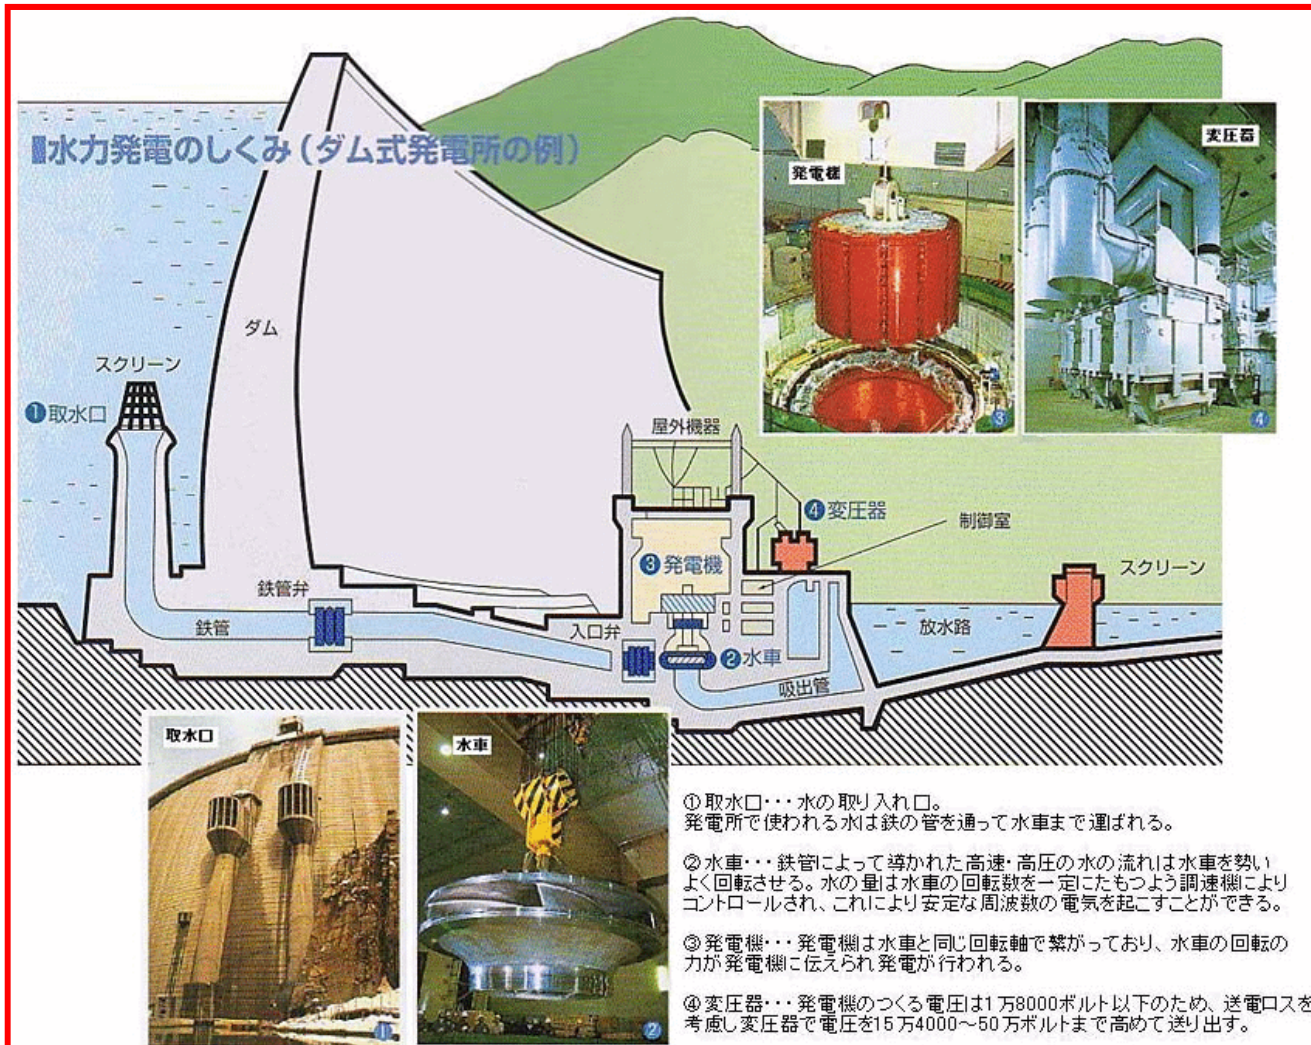 水力発電のしくみ(ダム式発電所の例)
発電機
変圧器
③
④
ダム
スクリーン
①取水口
屋外機器
④変圧器
制御室
③発電機
スクリーン
鉄管弁
鉄管
入口弁
②水車
放水路
吸出管
取水口
水車
①
②
①取水口・・・水の取り入れ口。
発電所で使われる水は鉄の管を通って水車まで運ばれる。
②水車・・・鉄管によって導かれた高速・高圧の水の流れは水車を勢い
よく回転させる。水の量は水車の回転数を一定にたもつよう調速機により
コントロールされ、これにより安定な周波数の電気を起こすことができる。
③発電機・・・発電機は水車と同じ回転軸で繋がっており、水車の回転の
力が発電機に伝えられ発電が行われる。
④変圧器・・・発電機のつくる電圧は1万8000ボルト以下のため、送電ロスを
考慮し変圧器で電圧を15万4000～50万ボルトまで高めて送り出す。